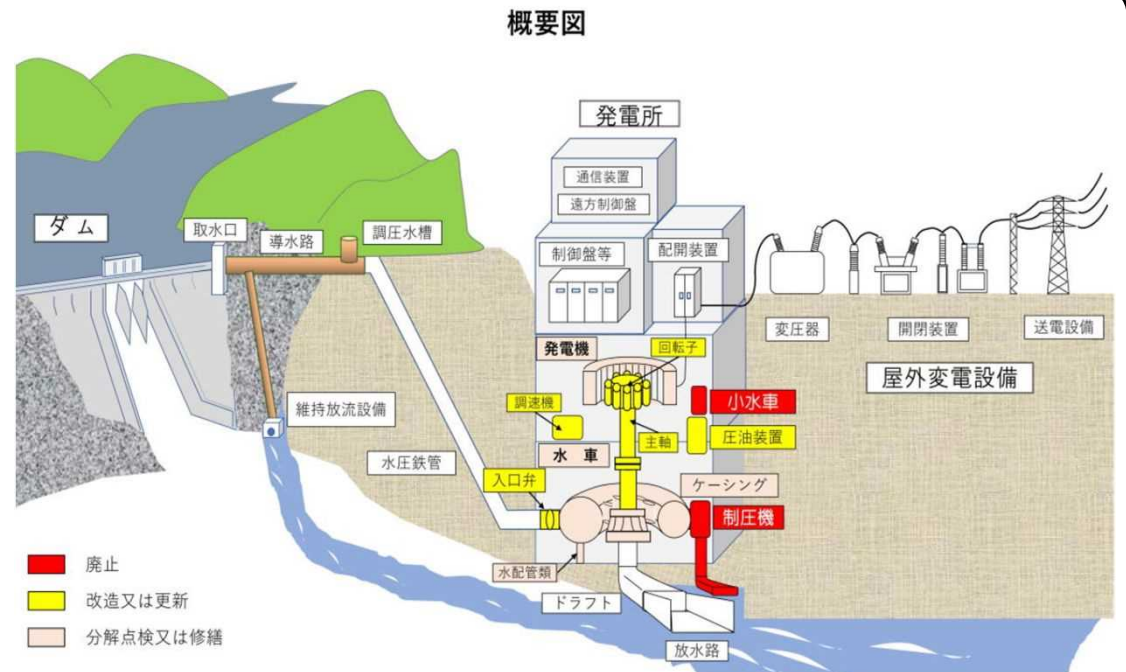 概要図
発電所
通信装置
遠方制御盤
ダム
取水口
導水路
調圧水槽
制御盤等
配開装置
変圧器
開閉装置
送電設備
屋外変電設備
発電機
回転子
調速機
小水車
主軸
圧油装置
維持放流設備
水圧鉄管
水 車
入口弁
ケーシング
制圧機
水配管類
ドラフト
放水路
廃止
改造又は更新
分解点検又は修繕